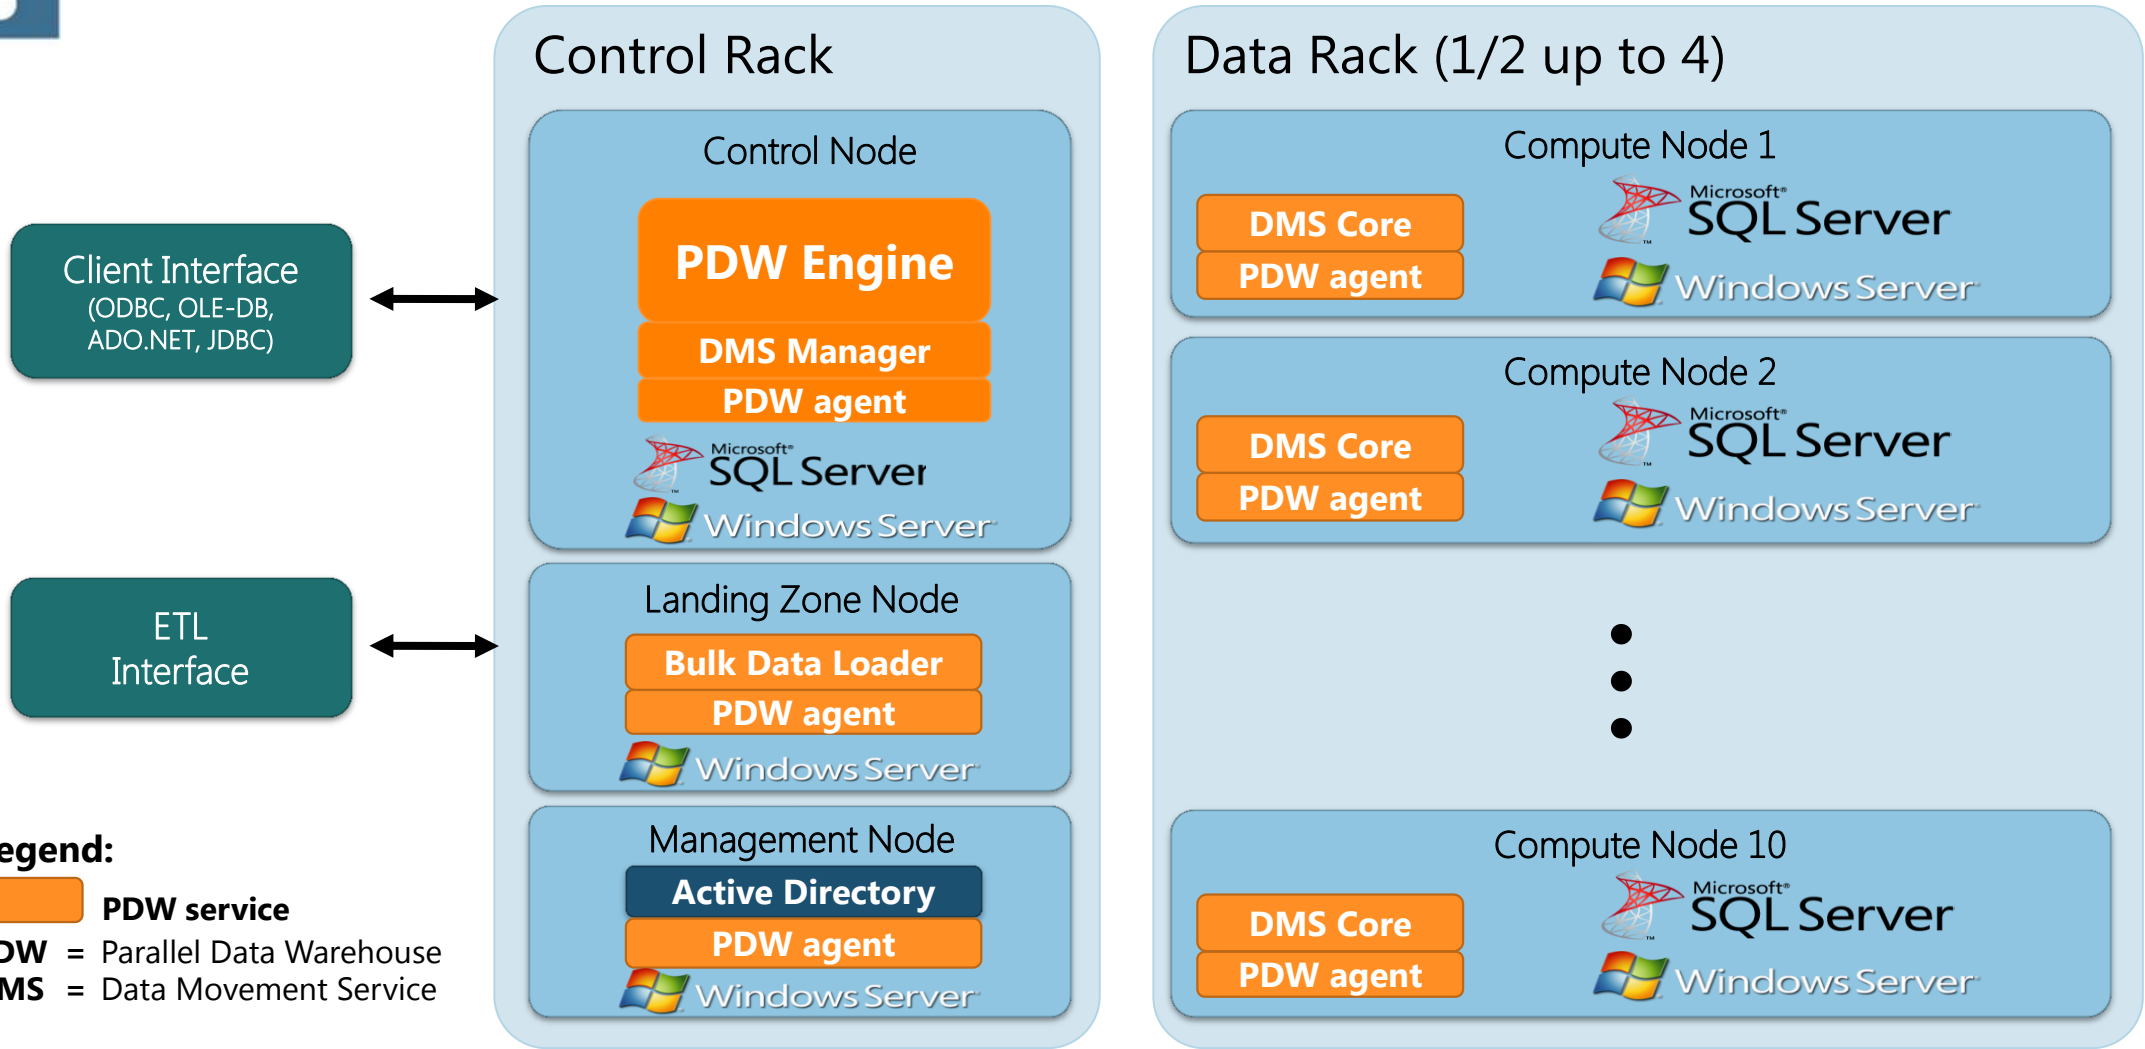 Control Rack
Control Node
PDW Engine
DMS Manager
PDW agent
Microsoft®
SQL Server
™
Windows Server
Landing Zone Node
Bulk Data Loader
PDW agent
Windows Server
Management Node
Active Directory
PDW agent
Windows Server
Data Rack (1/2 up to 4)
Compute Node 1
DMS Core
PDW agent
Microsoft®
SQL Server
™
Windows Server
Compute Node 2
DMS Core
PDW agent
Microsoft®
SQL Server
™
Windows Server
Compute Node 10
DMS Core
PDW agent
Microsoft®
SQL Server
™
Windows Server
Client Interface
(ODBC, OLE-DB,
ADO.NET, JDBC)
ETL
Interface
egend:
PDW service
DW = Parallel Data Warehouse
MS = Data Movement Service